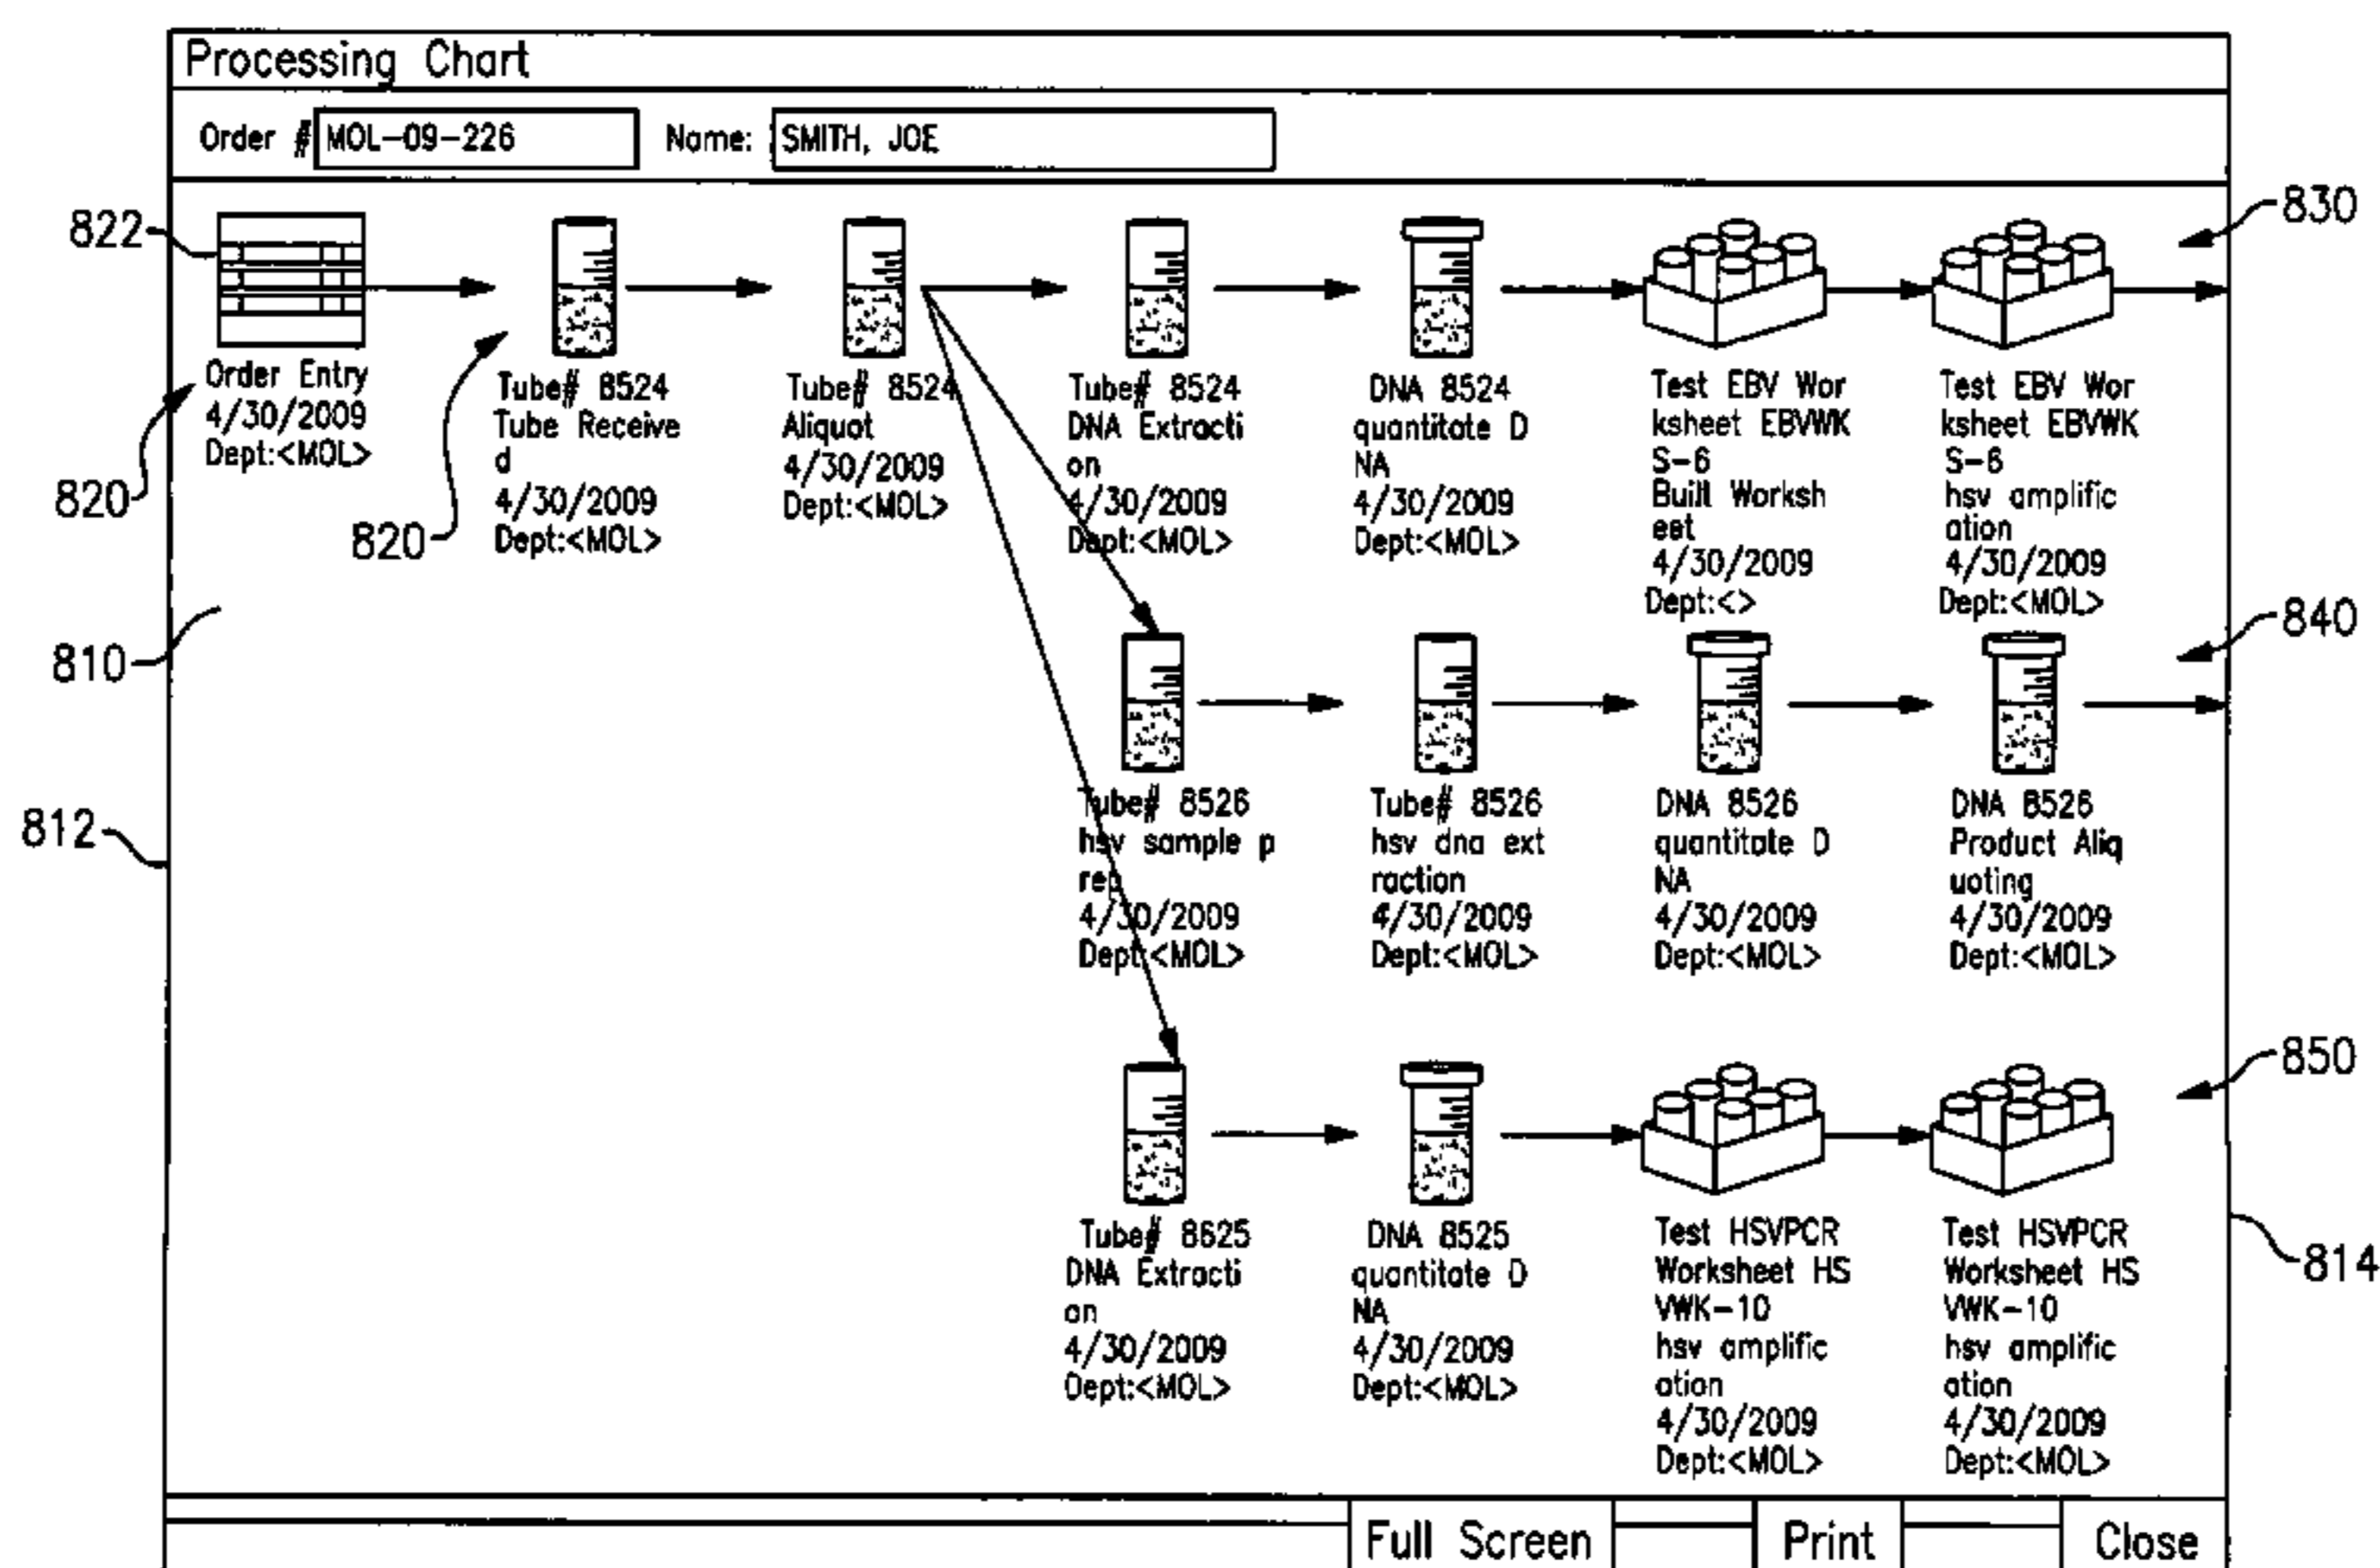 Processing Chart
Order # MOL-09-226 Name: SMITH, JOE
822
830
Order Entry
4/30/2009
Dept:<MOL>
820
Tube# 8524
Tube Receive
d
4/30/2009
Dept:<MOL>
820
Tube# 8524
Aliquot
4/30/2009
Dept:<MOL>
Tube# 8524
DNA Extracti
on
4/30/2009
Dept:<MOL>
DNA 8524
quantitate D
NA
4/30/2009
Dept:<MOL>
Test EBV Wor
ksheet EBVWK
S-6
Built Worksh
eet
4/30/2009
Dept:<>
Test EBV Wor
ksheet EBVWK
S-6
hsv amplific
ation
4/30/2009
Dept:<MOL>
810
840
812
Tube# 8526
hsv sample p
rep
4/30/2009
Dept:<MOL>
Tube# 8526
hsv dna ext
raction
4/30/2009
Dept:<MOL>
DNA 8526
quantitate D
NA
4/30/2009
Dept:<MOL>
DNA 8526
Product Aliq
uoting
4/30/2009
Dept:<MOL>
850
Tube# 8625
DNA Extracti
on
4/30/2009
Dept:<MOL>
DNA 8525
quantitate D
NA
4/30/2009
Dept:<MOL>
Test HSVPCR
Worksheet HS
VWK-10
hsv amplific
ation
4/30/2009
Dept:<MOL>
Test HSVPCR
Worksheet HS
VWK-10
hsv amplific
ation
4/30/2009
Dept:<MOL>
814
Full Screen Print Close